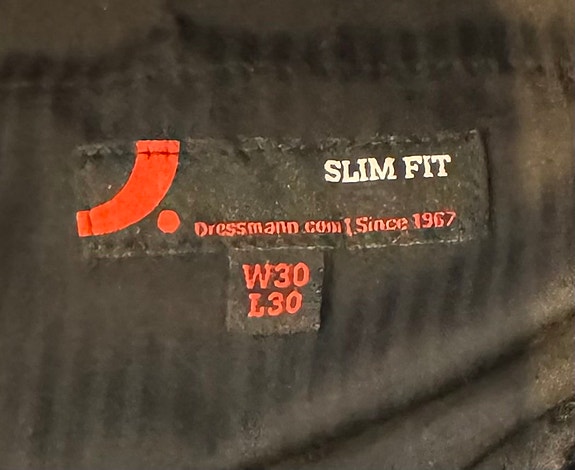 SLIM FIT
Dressmann.com | Since 1967
W30
L30